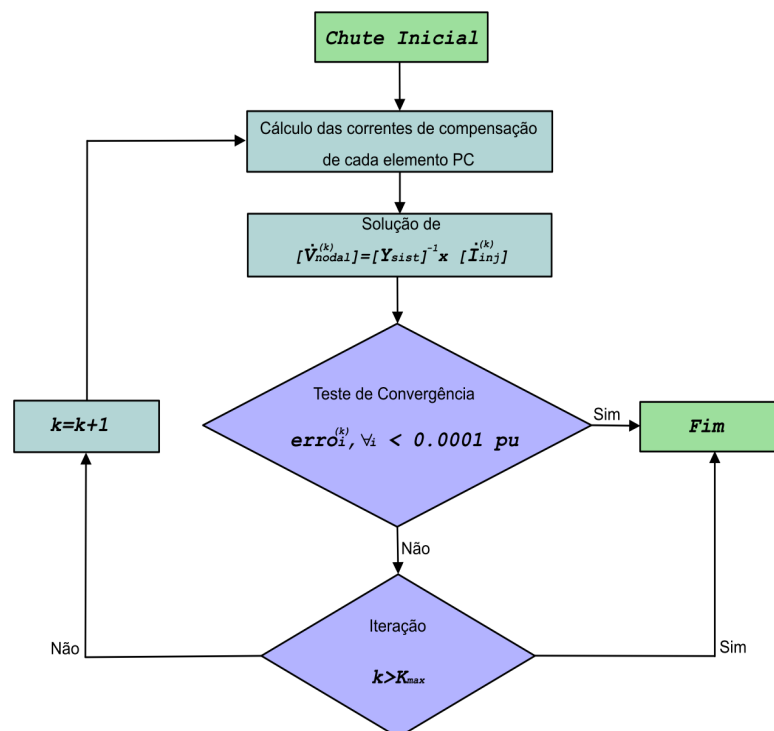 Chute Inicial
Cálculo das correntes de compensação
de cada elemento PC
Solução de
[V̇nodal^(k)]=[Ysist]^-1x [İinj^(k)]
Teste de Convergência
erroi^(k), ∀i < 0.0001 pu
Sim
Fim
k=k+1
Não
Iteração
k>Kmax
Não
Sim